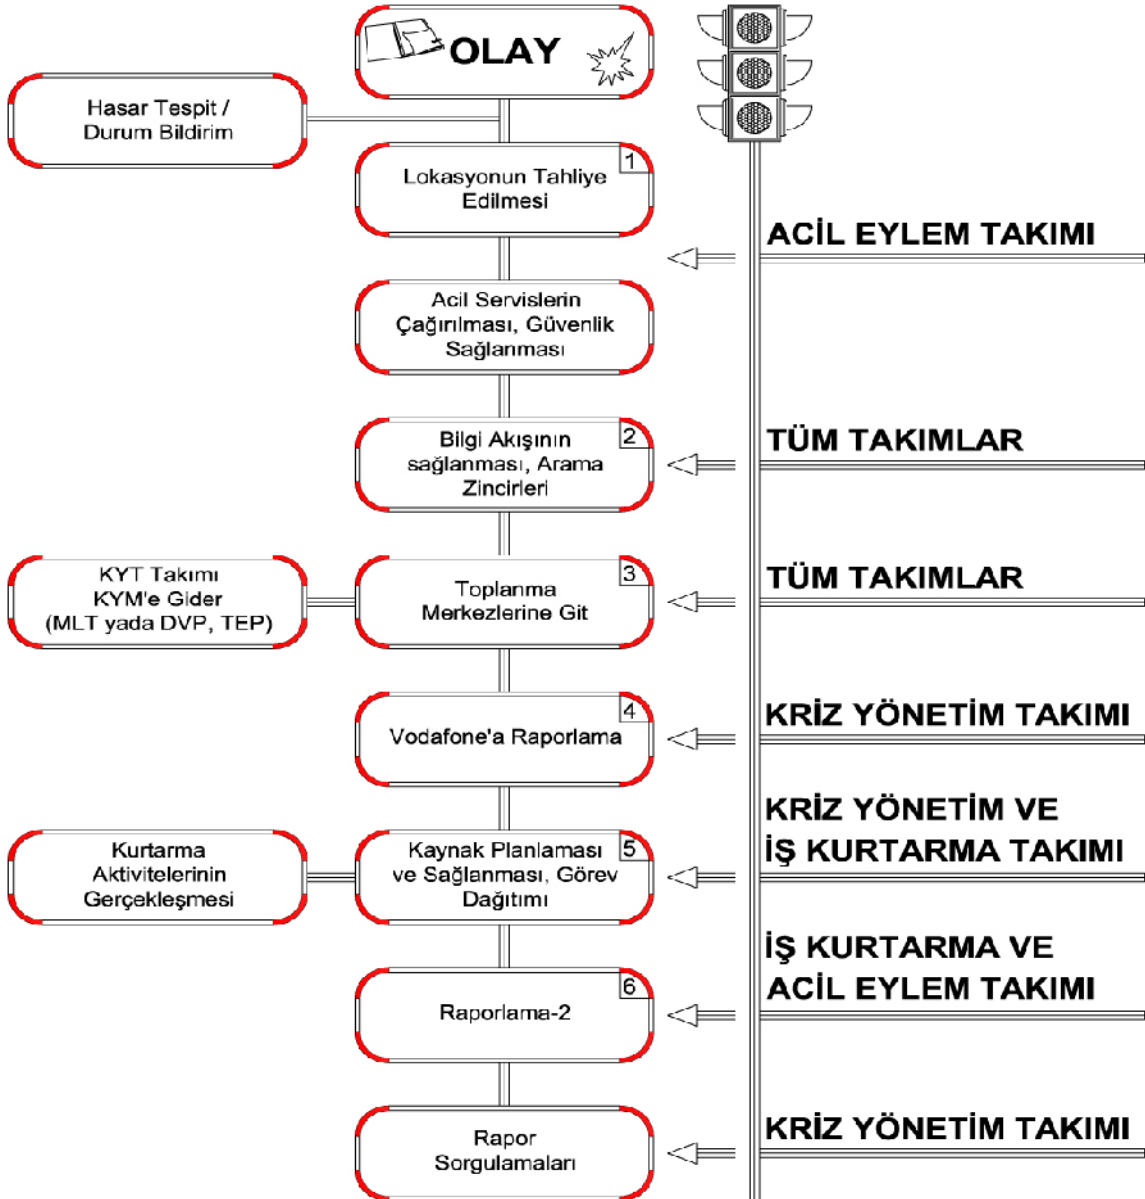 OLAY
Hasar Tespit /
Durum Bildirim
1
Lokasyonun Tahliye
Edilmesi
ACİL EYLEM TAKIMI
Acil Servislerin
Çağırılması, Güvenlik
Sağlanması
2
Bilgi Akışının
sağlanması, Arama
Zincirleri
TÜM TAKIMLAR
KYT Takımı
KYM'e Gider
(MLT yada DVP, TEP)
3
Toplanma
Merkezlerine Git
TÜM TAKIMLAR
4
Vodafone'a Raporlama
KRİZ YÖNETİM TAKIMI
Kurtarma
Aktivitelerinin
Gerçekleşmesi
5
Kaynak Planlaması
ve Sağlanması, Görev
Dağıtımı
KRİZ YÖNETİM VE
İŞ KURTARMA TAKIMI
6
Raporlama-2
İŞ KURTARMA VE
ACİL EYLEM TAKIMI
Rapor
Sorgulamaları
KRİZ YÖNETİM TAKIMI